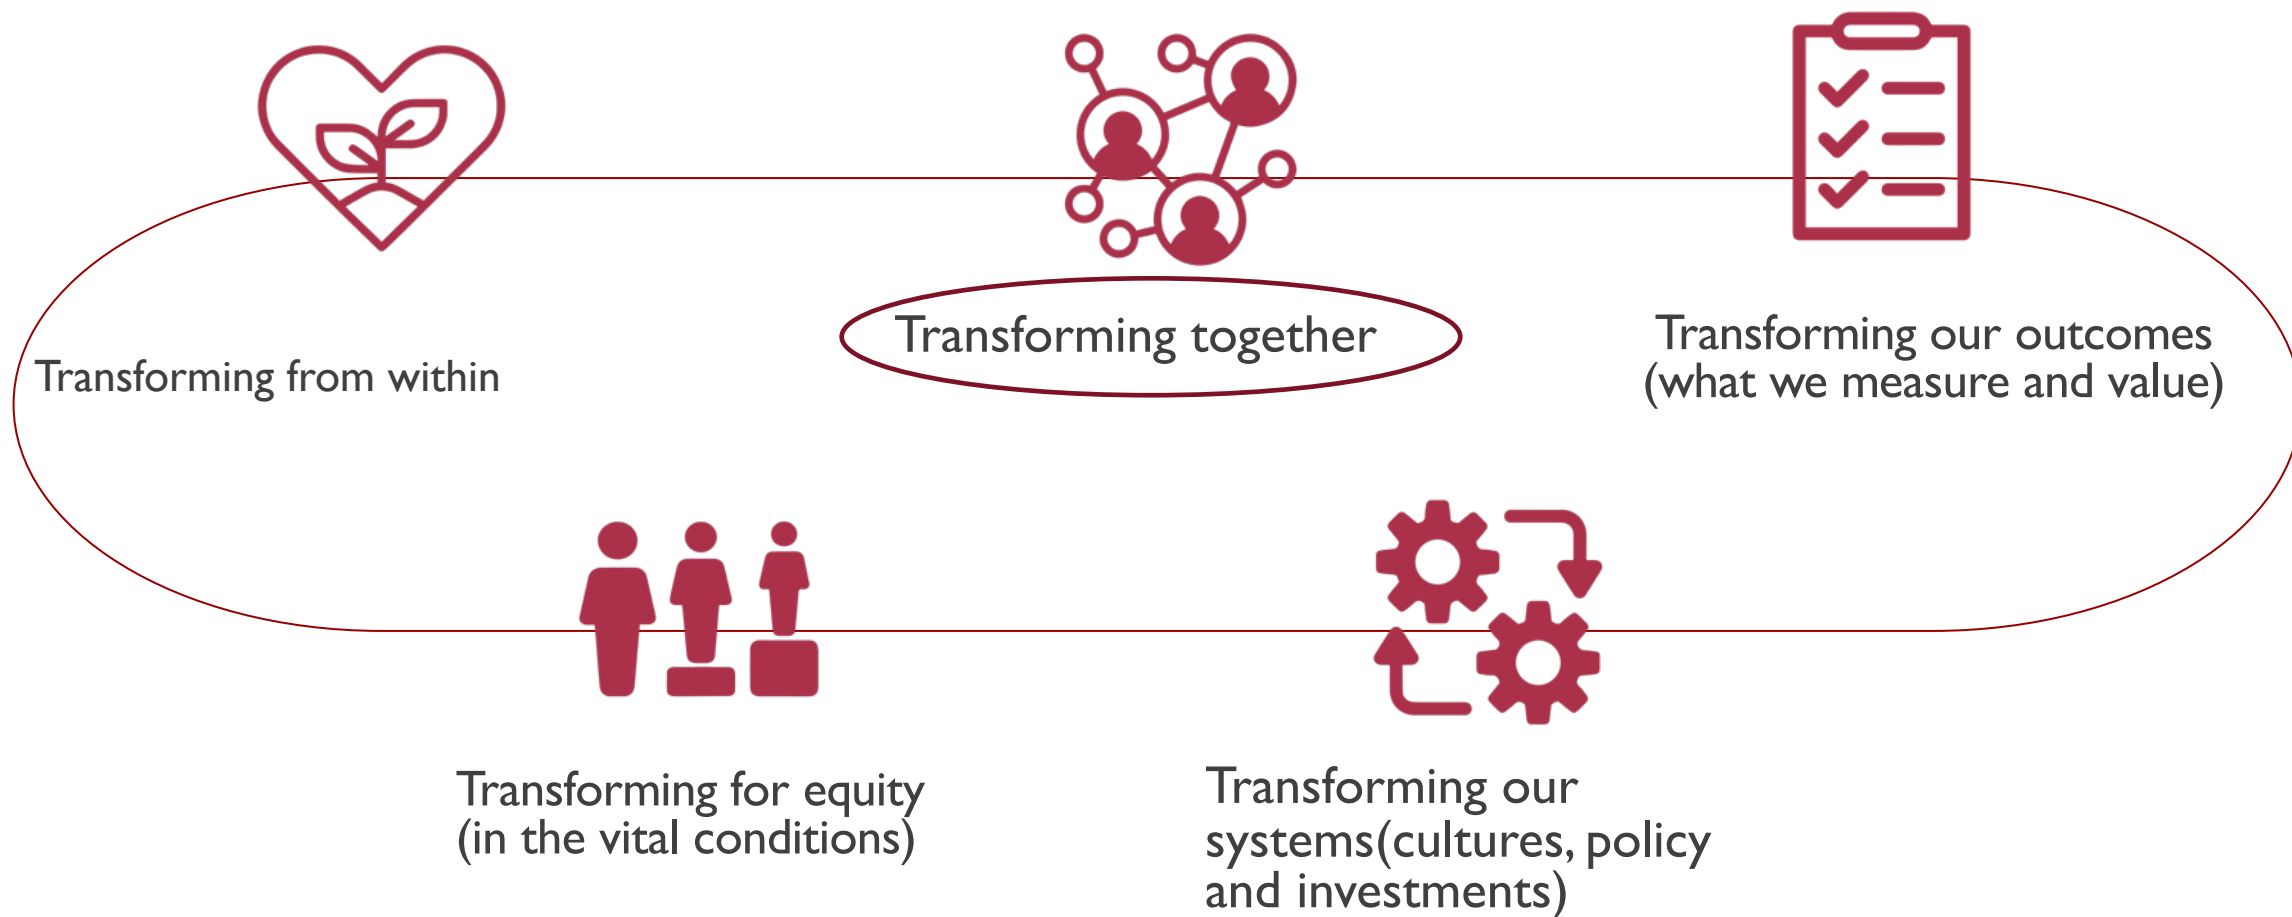 Transforming from within
Transforming together
Transforming our outcomes
(what we measure and value)
Transforming for equity
(in the vital conditions)
Transforming our
systems(cultures, policy
and investments)